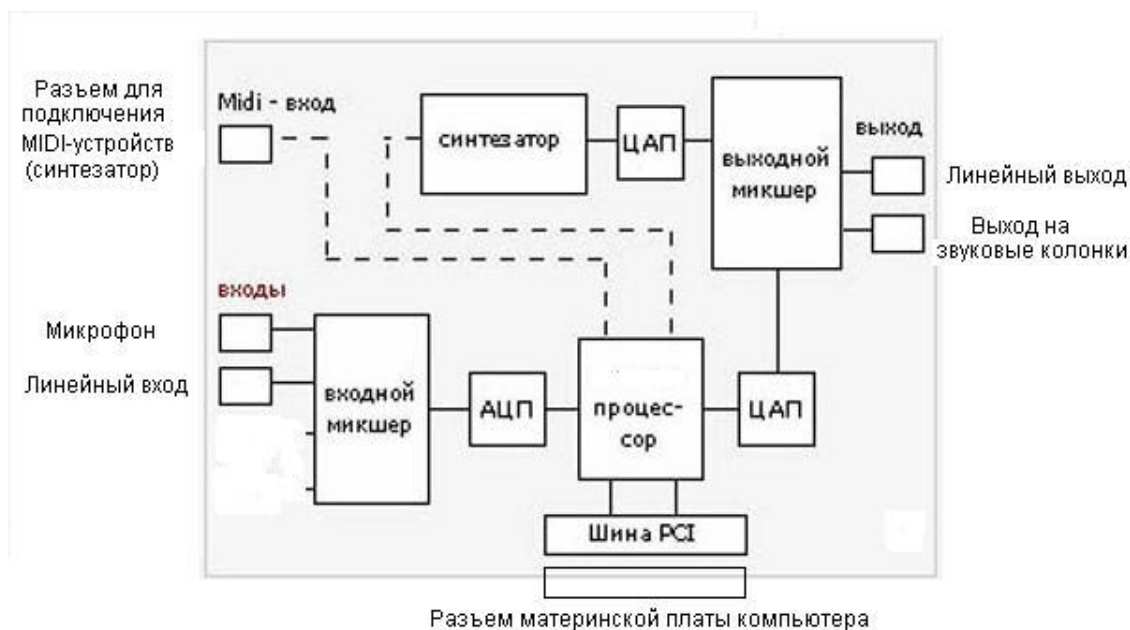 Разъем для
подключения
MIDI-устройств
(синтезатор)
Midi - вход
синтезатор
ЦАП
выходной
микшер
выход
Линейный выход
Выход на
звуковые колонки
входы
Микрофон
Линейный вход
входной
микшер
АЦП
процес-
сор
ЦАП
Шина PCI
Разъем материнской платы компьютера